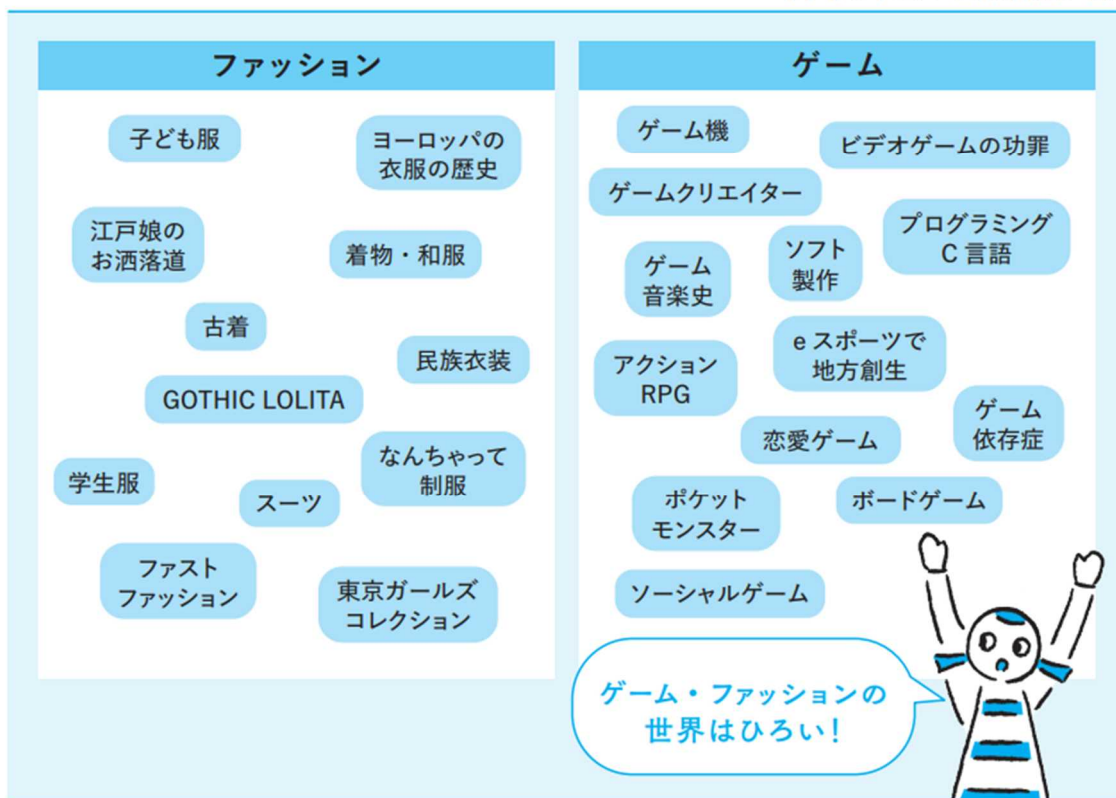 ファッション
子ども服
ヨーロッパの
衣服の歴史
江戸娘の
お洒落道
着物・和服
古着
民族衣装
GOTHIC LOLITA
なんちゃって
制服
学生服
スーツ
ファスト
ファッション
東京ガールズ
コレクション
ゲーム
ゲーム機
ビデオゲームの功罪
ゲームクリエイター
プログラミング
C 言語
ソフト
製作
ゲーム
音楽史
e スポーツで
地方創生
アクション
RPG
ゲーム
依存症
恋愛ゲーム
ポケット
モンスター
ボードゲーム
ソーシャルゲーム
ゲーム・ファッションの
世界はひろい!